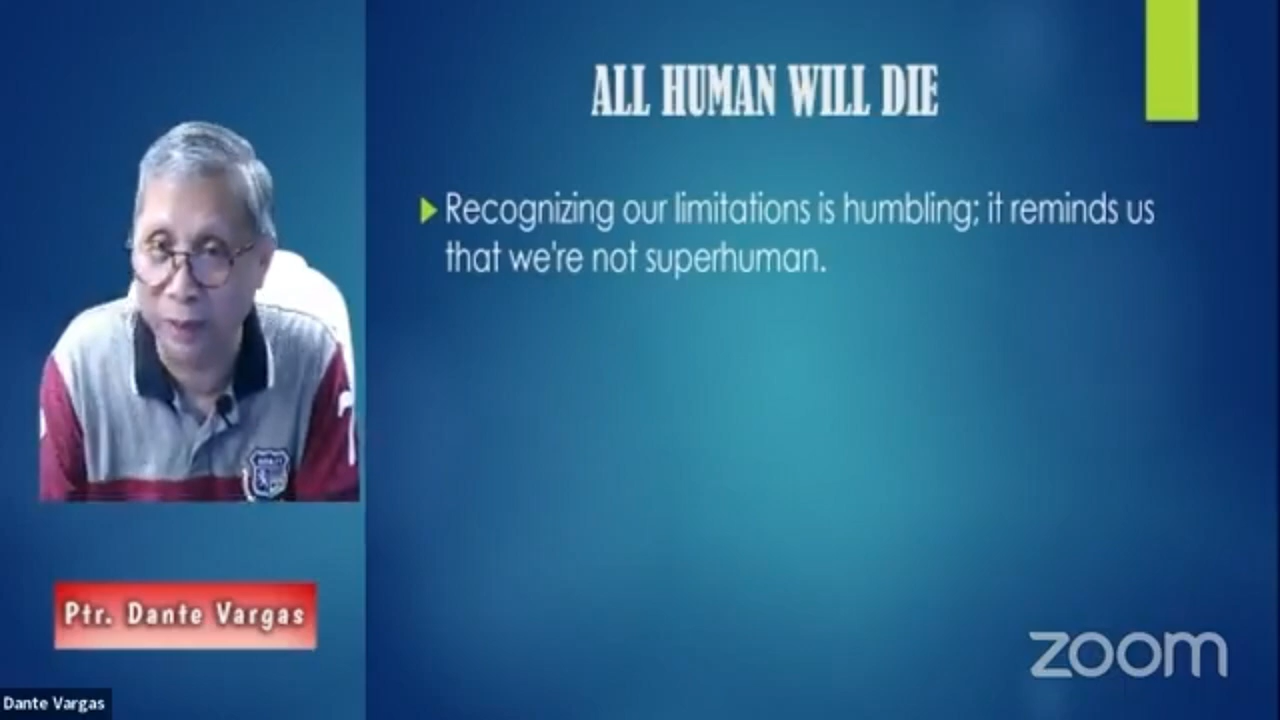 ALL HUMAN WILL DIE
Recognizing our limitations is humbling; it reminds us
that we're not superhuman.
Ptr. Dante Vargas
Dante Vargas
zoom